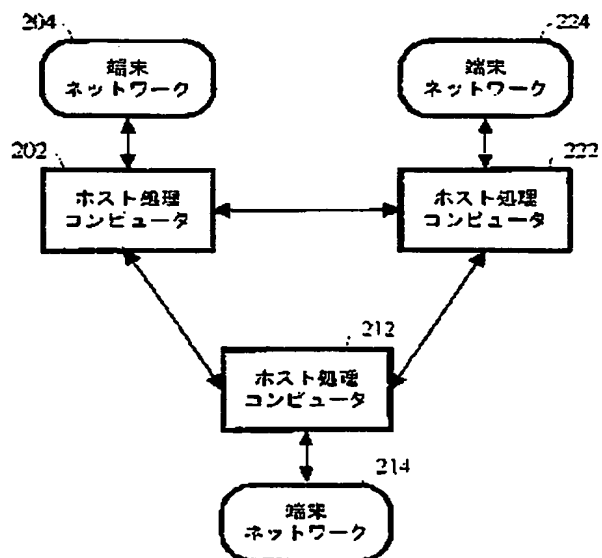 204
端末
ネットワーク
224
端末
ネットワーク
202
ホスト処理
コンピュータ
222
ホスト処理
コンピュータ
212
ホスト処理
コンピュータ
214
端末
ネットワーク